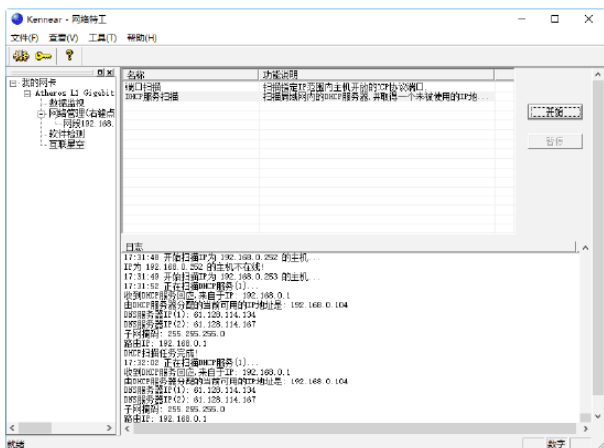 Kennear - 网络特工
文件(F) 查看(V) 工具(T) 帮助(H)
我的网卡
Atheros L1 Gigabit
数据监视
网络管理(右键点
网段192.168.
软件检测
互联星空
名称 功能说明
端口扫描 扫描指定IP范围内主机开放的TCP协议端口.
DHCP服务扫描 扫描局域网内的DHCP服务器,并取得一个未被使用的IP地...
开始
暂停
日志
17:31:48 开始扫描IP为 192.168.0.252 的主机...
IP为 192.168.0.252 的主机不在线!
17:31:49 开始扫描IP为 192.168.0.253 的主机...
17:31:52 正在扫描DHCP服务(1)...
收到DHCP服务回应,来自于IP: 192.168.0.1
由DHCP服务器分配的当前可用的IP地址是: 192.168.0.104
DNS服务器IP(1): 61.128.114.134
DNS服务器IP(2): 61.128.114.167
子网掩码: 255.255.255.0
路由IP: 192.168.0.1
DHCP扫描任务完成!
17:32:02 正在扫描DHCP服务(1)...
收到DHCP服务回应,来自于IP: 192.168.0.1
由DHCP服务器分配的当前可用的IP地址是: 192.168.0.104
DNS服务器IP(1): 61.128.114.134
DNS服务器IP(2): 61.128.114.167
子网掩码: 255.255.255.0
路由IP: 192.168.0.1
就绪
数字